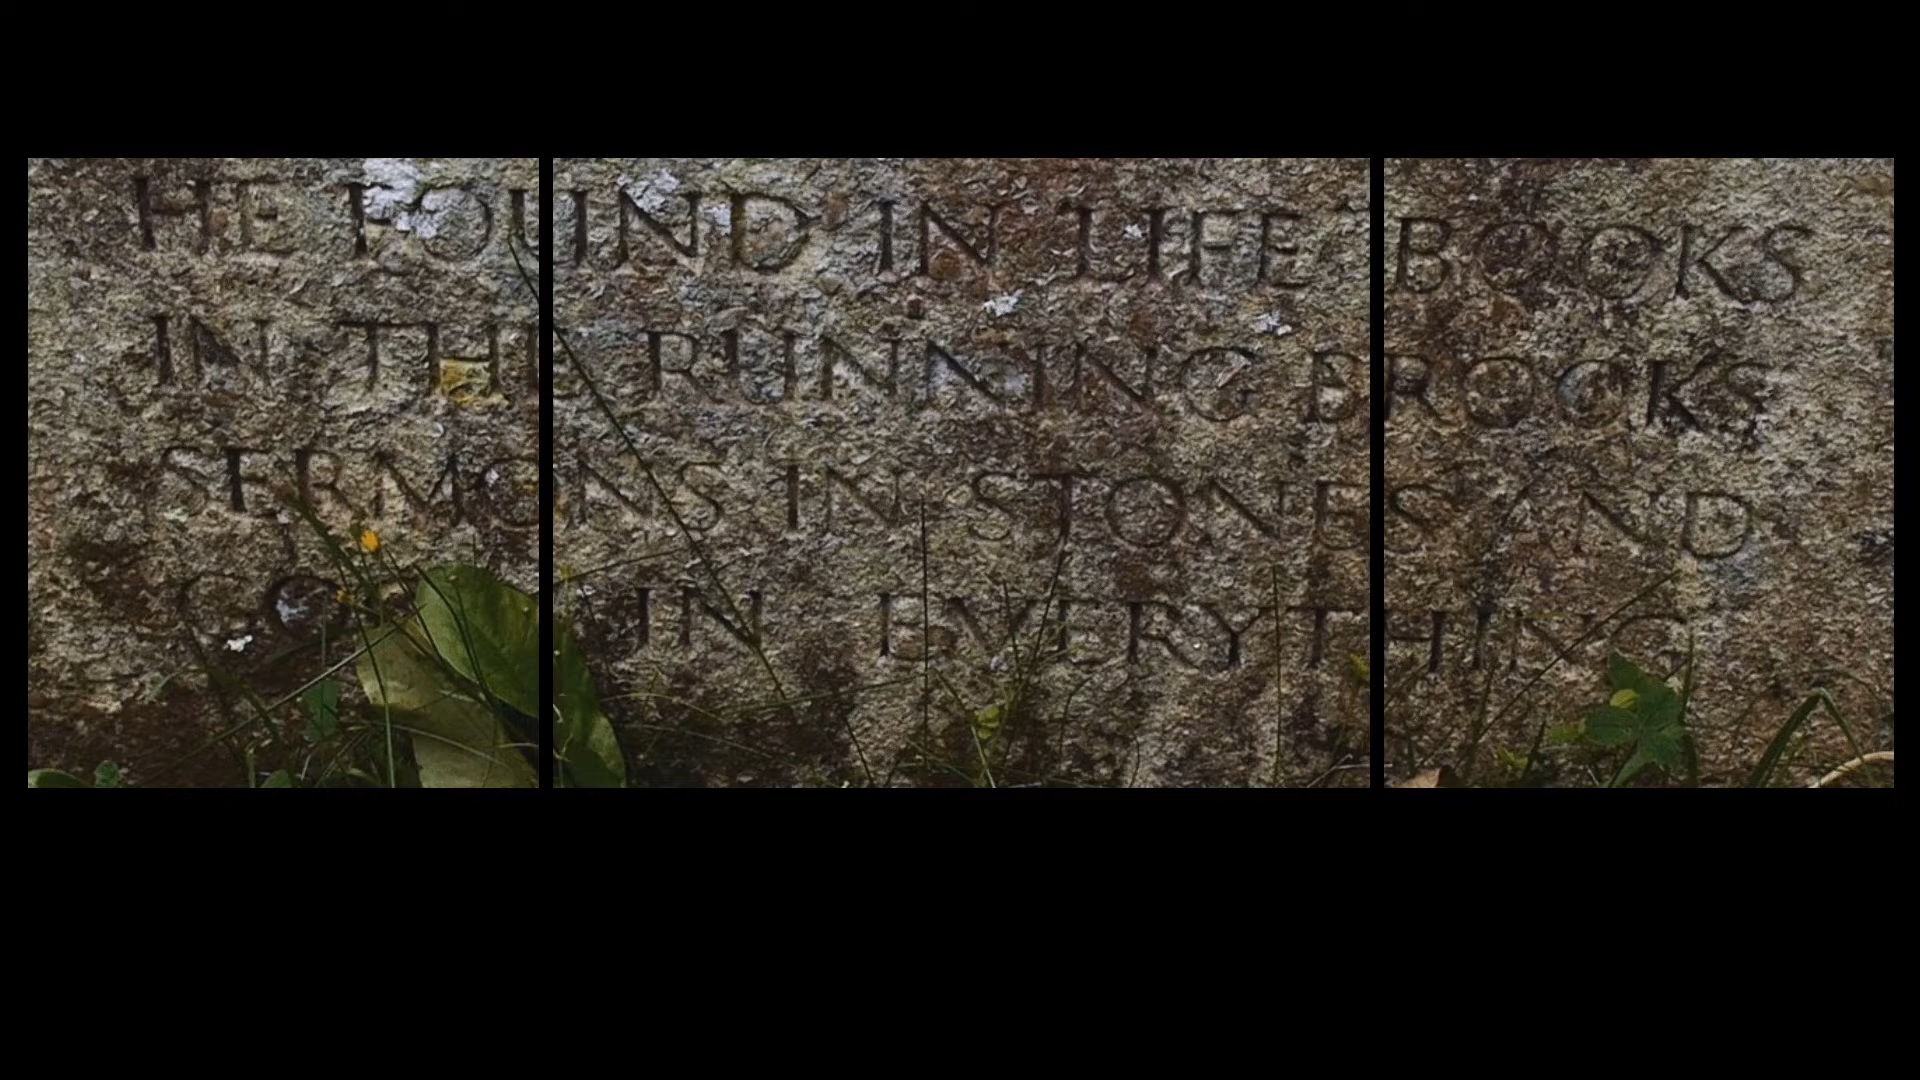 HE FOUND IN LIFE BOOKS
IN THE RUNNING BROOKS
SERMONS IN STONES AND
IN EVERYTHING